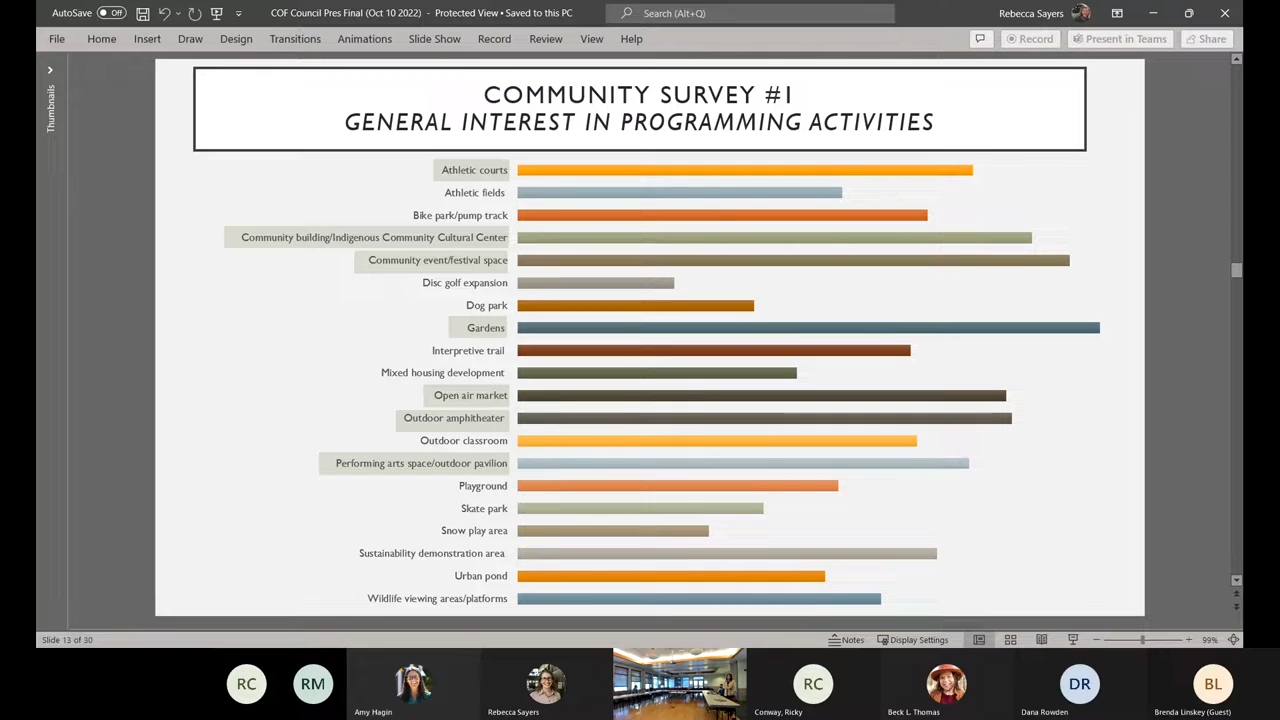 AutoSave Off COF Council Pres Final (Oct 10 2022) - Protected View • Saved to this PC Search (Alt+Q) Rebecca Sayers
File Home Insert Draw Design Transitions Animations Slide Show Record Review View Help Record Present in Teams Share
Thumbnails
COMMUNITY SURVEY #1
GENERAL INTEREST IN PROGRAMMING ACTIVITIES
Athletic courts
Athletic fields
Bike park/pump track
Community building/Indigenous Community Cultural Center
Community event/festival space
Disc golf expansion
Dog park
Gardens
Interpretive trail
Mixed housing development
Open air market
Outdoor amphitheater
Outdoor classroom
Performing arts space/outdoor pavilion
Playground
Skate park
Snow play area
Sustainability demonstration area
Urban pond
Wildlife viewing areas/platforms
Slide 13 of 30 Notes Display Settings 99%
RC RM RC DR BL
Amy Hagin Rebecca Sayers Conway, Ricky Beck L. Thomas Dana Rowden Brenda Linskey (Guest)